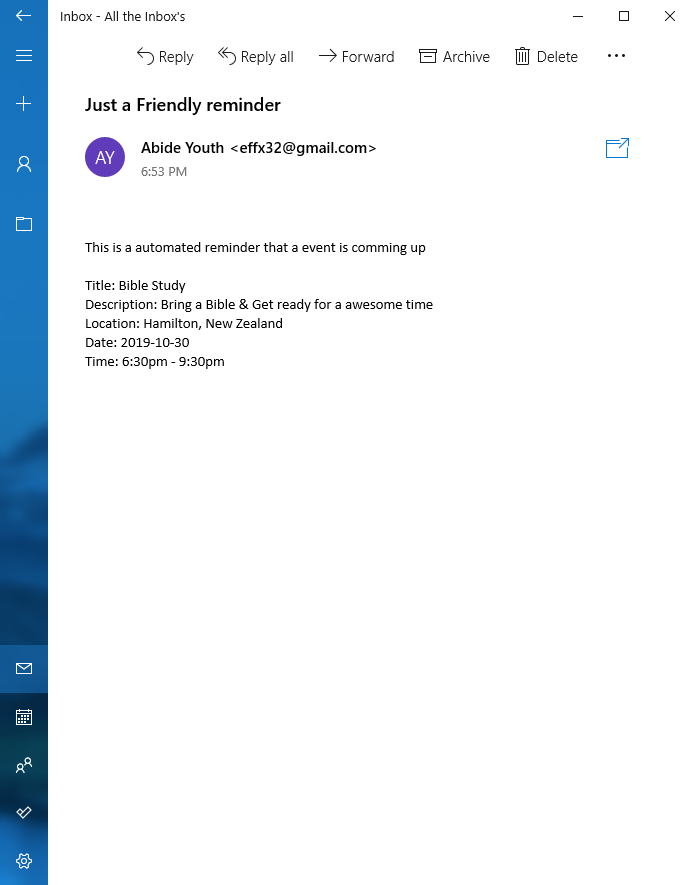 Inbox - All the Inbox's
Reply
Reply all
Forward
Archive
Delete
Just a Friendly reminder
AY
Abide Youth <effx32@gmail.com>
6:53 PM
This is a automated reminder that a event is comming up
Title: Bible Study
Description: Bring a Bible & Get ready for a awesome time
Location: Hamilton, New Zealand
Date: 2019-10-30
Time: 6:30pm - 9:30pm